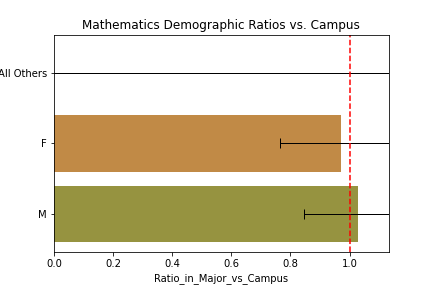 Mathematics Demographic Ratios vs. Campus
All Others
F
M
0.0 0.2 0.4 0.6 0.8 1.0
Ratio_in_Major_vs_Campus